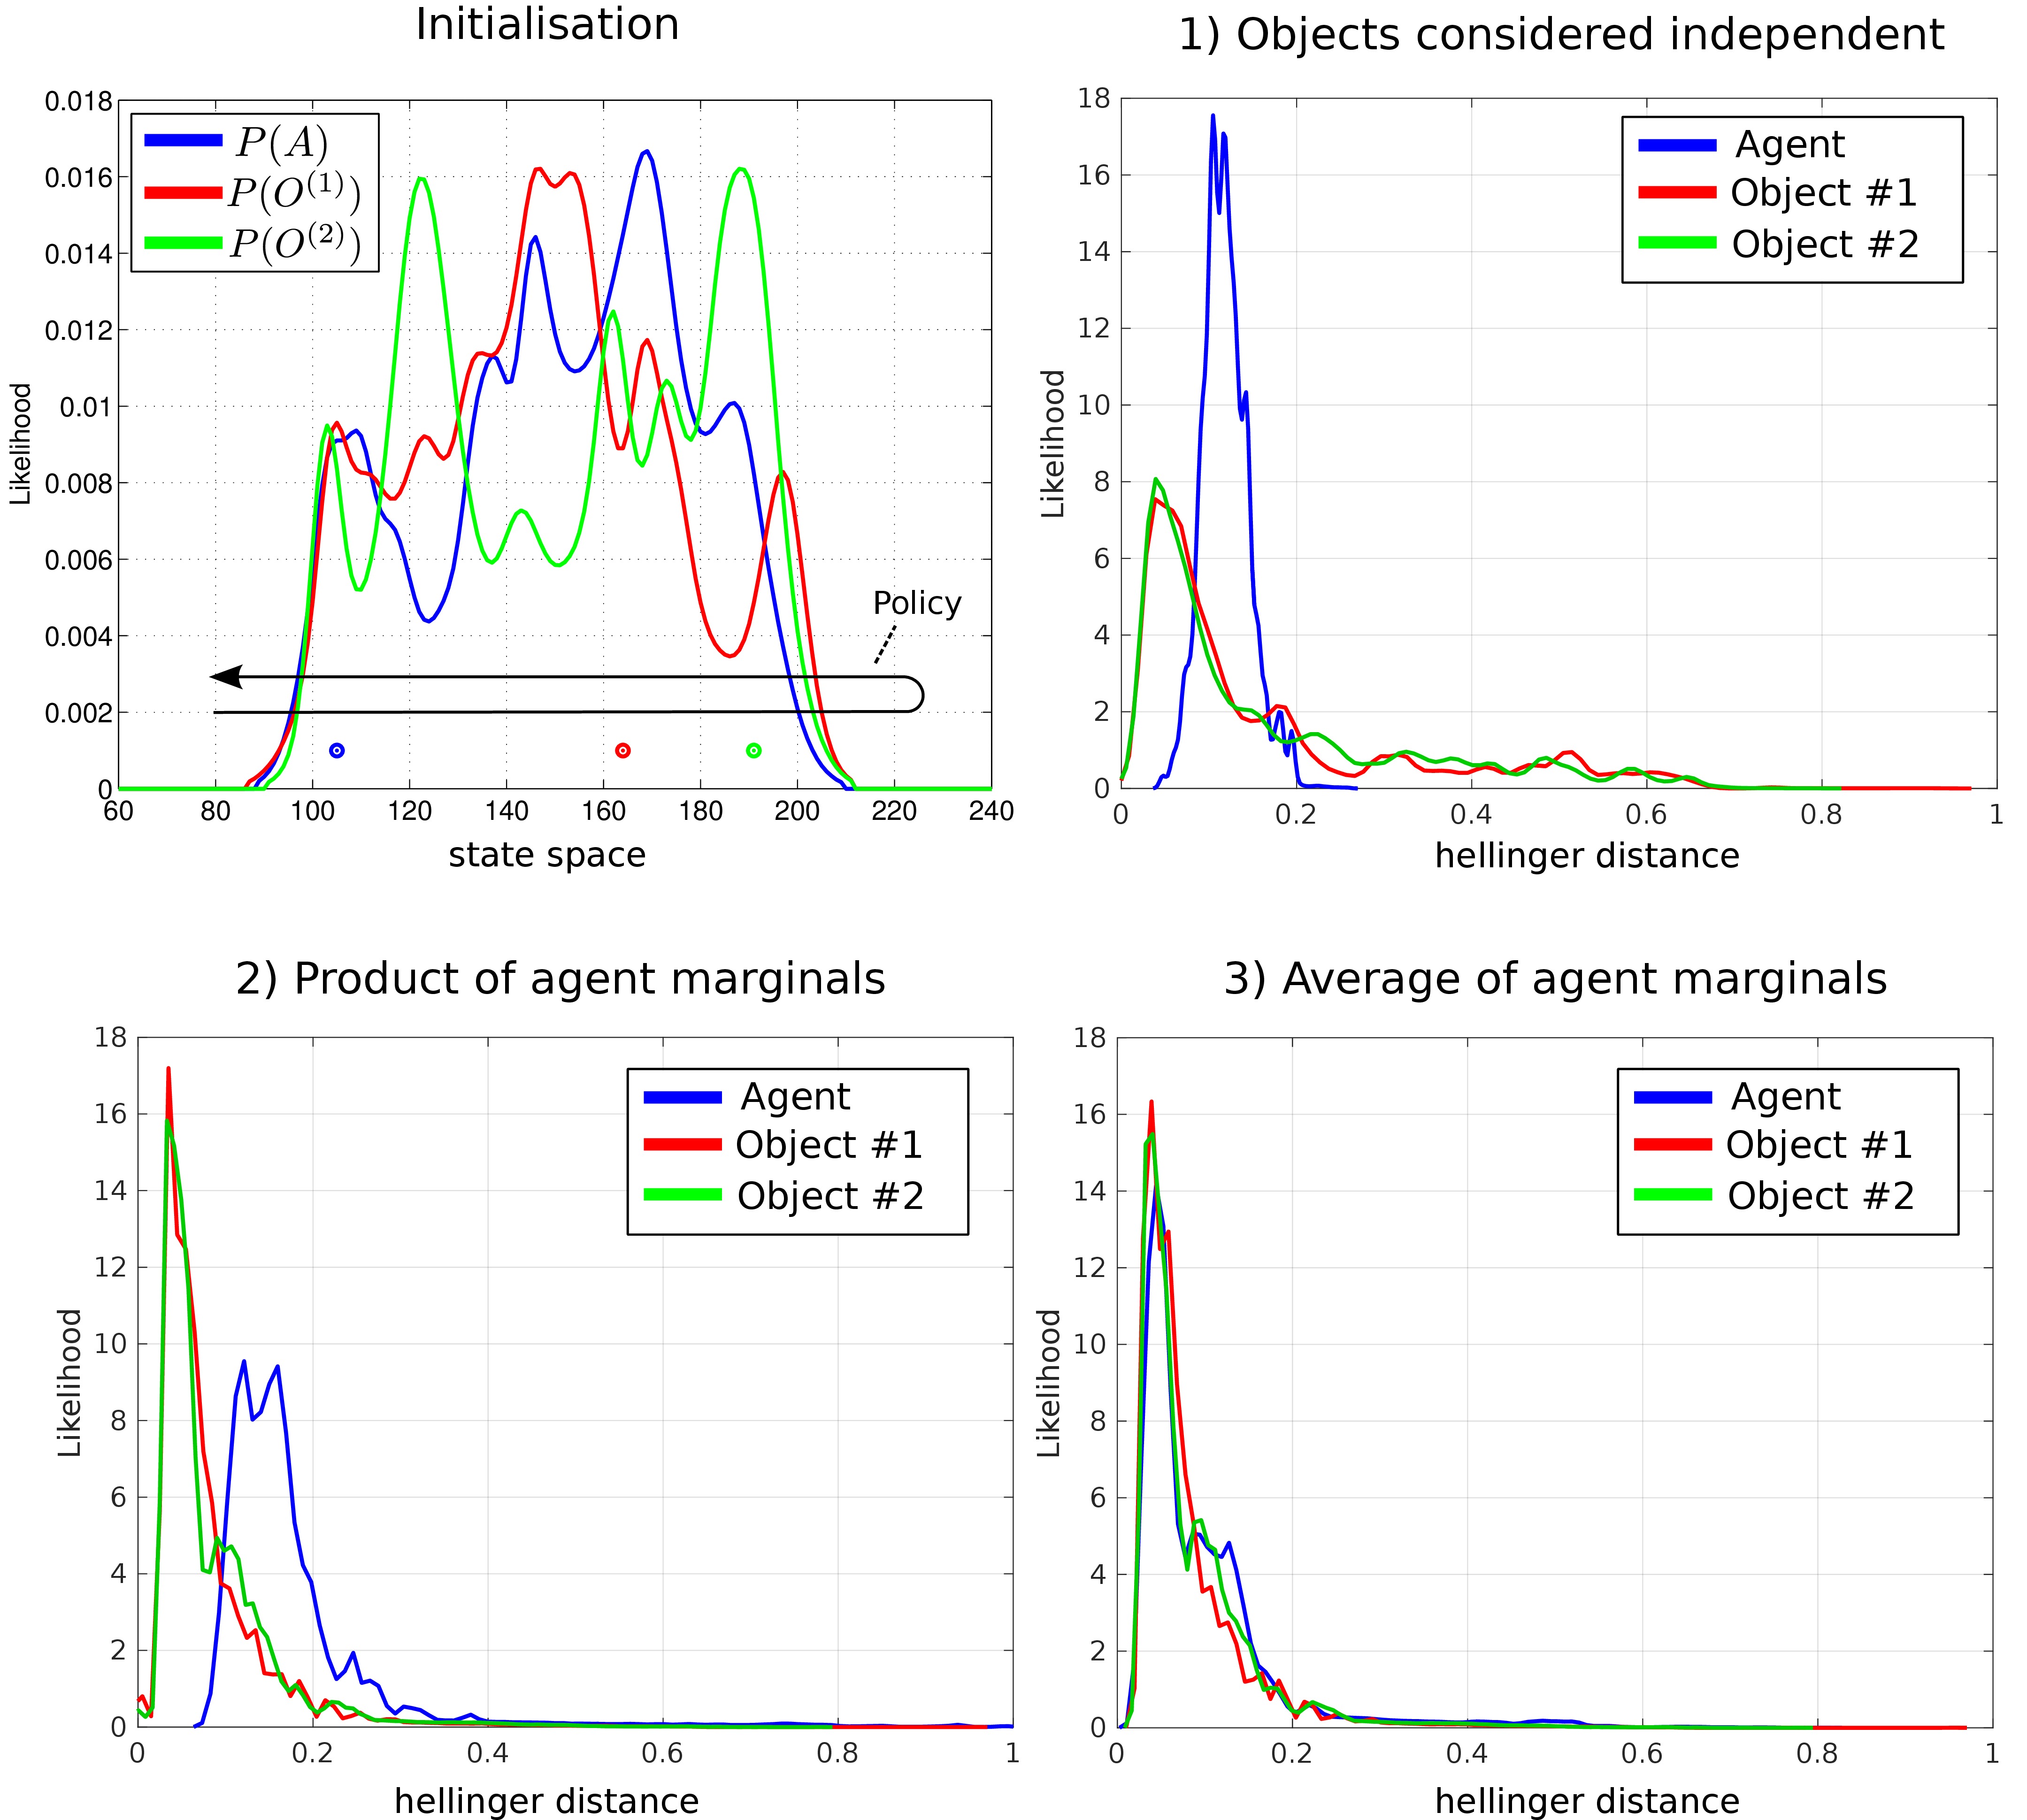 Initialisation
0.018
0.016
0.014
0.012
0.01
0.008
0.006
0.004
0.002
0
Likelihood
P(A)
P(O^(1))
P(O^(2))
Policy
60 80 100 120 140 160 180 200 220 240
state space
1) Objects considered independent
18
16
14
12
10
8
6
4
2
0
Likelihood
Agent
Object #1
Object #2
0 0.2 0.4 0.6 0.8 1
hellinger distance
2) Product of agent marginals
18
16
14
12
10
8
6
4
2
0
Likelihood
Agent
Object #1
Object #2
0 0.2 0.4 0.6 0.8 1
hellinger distance
3) Average of agent marginals
18
16
14
12
10
8
6
4
2
0
Likelihood
Agent
Object #1
Object #2
0 0.2 0.4 0.6 0.8 1
hellinger distance